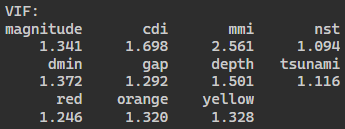 VIF:
magnitude cdi mmi nst
1.341 1.698 2.561 1.094
dmin gap depth tsunami
1.372 1.292 1.501 1.116
red orange yellow
1.246 1.320 1.328